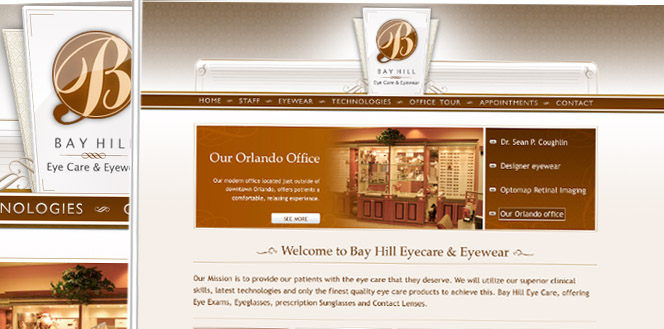 B
BAY HILL
Eye Care & Eyew
NOLOGIES
B
BAY HILL
Eye Care & Eyewear
HOME STAFF EYEWEAR TECHNOLOGIES OFFICE TOUR APPOINTMENTS CONTACT
Our Orlando Office
Our modern office located just outside of
downtown Orlando, offers patients a
comfortable, relaxing experience.
SEE MORE
Dr. Sean P. Coughlin
Designer eyewear
Optomap Retinal Imaging
Our Orlando office
Welcome to Bay Hill Eyecare & Eyewear
Our Mission is to provide our patients with the eye care that they deserve. We will utilize our superior clinical
skills, latest technologies and only the finest quality eye care products to achieve this. Bay Hill Eye Care, offering
Eye Exams, Eyeglasses, prescription Sunglasses and Contact Lenses.